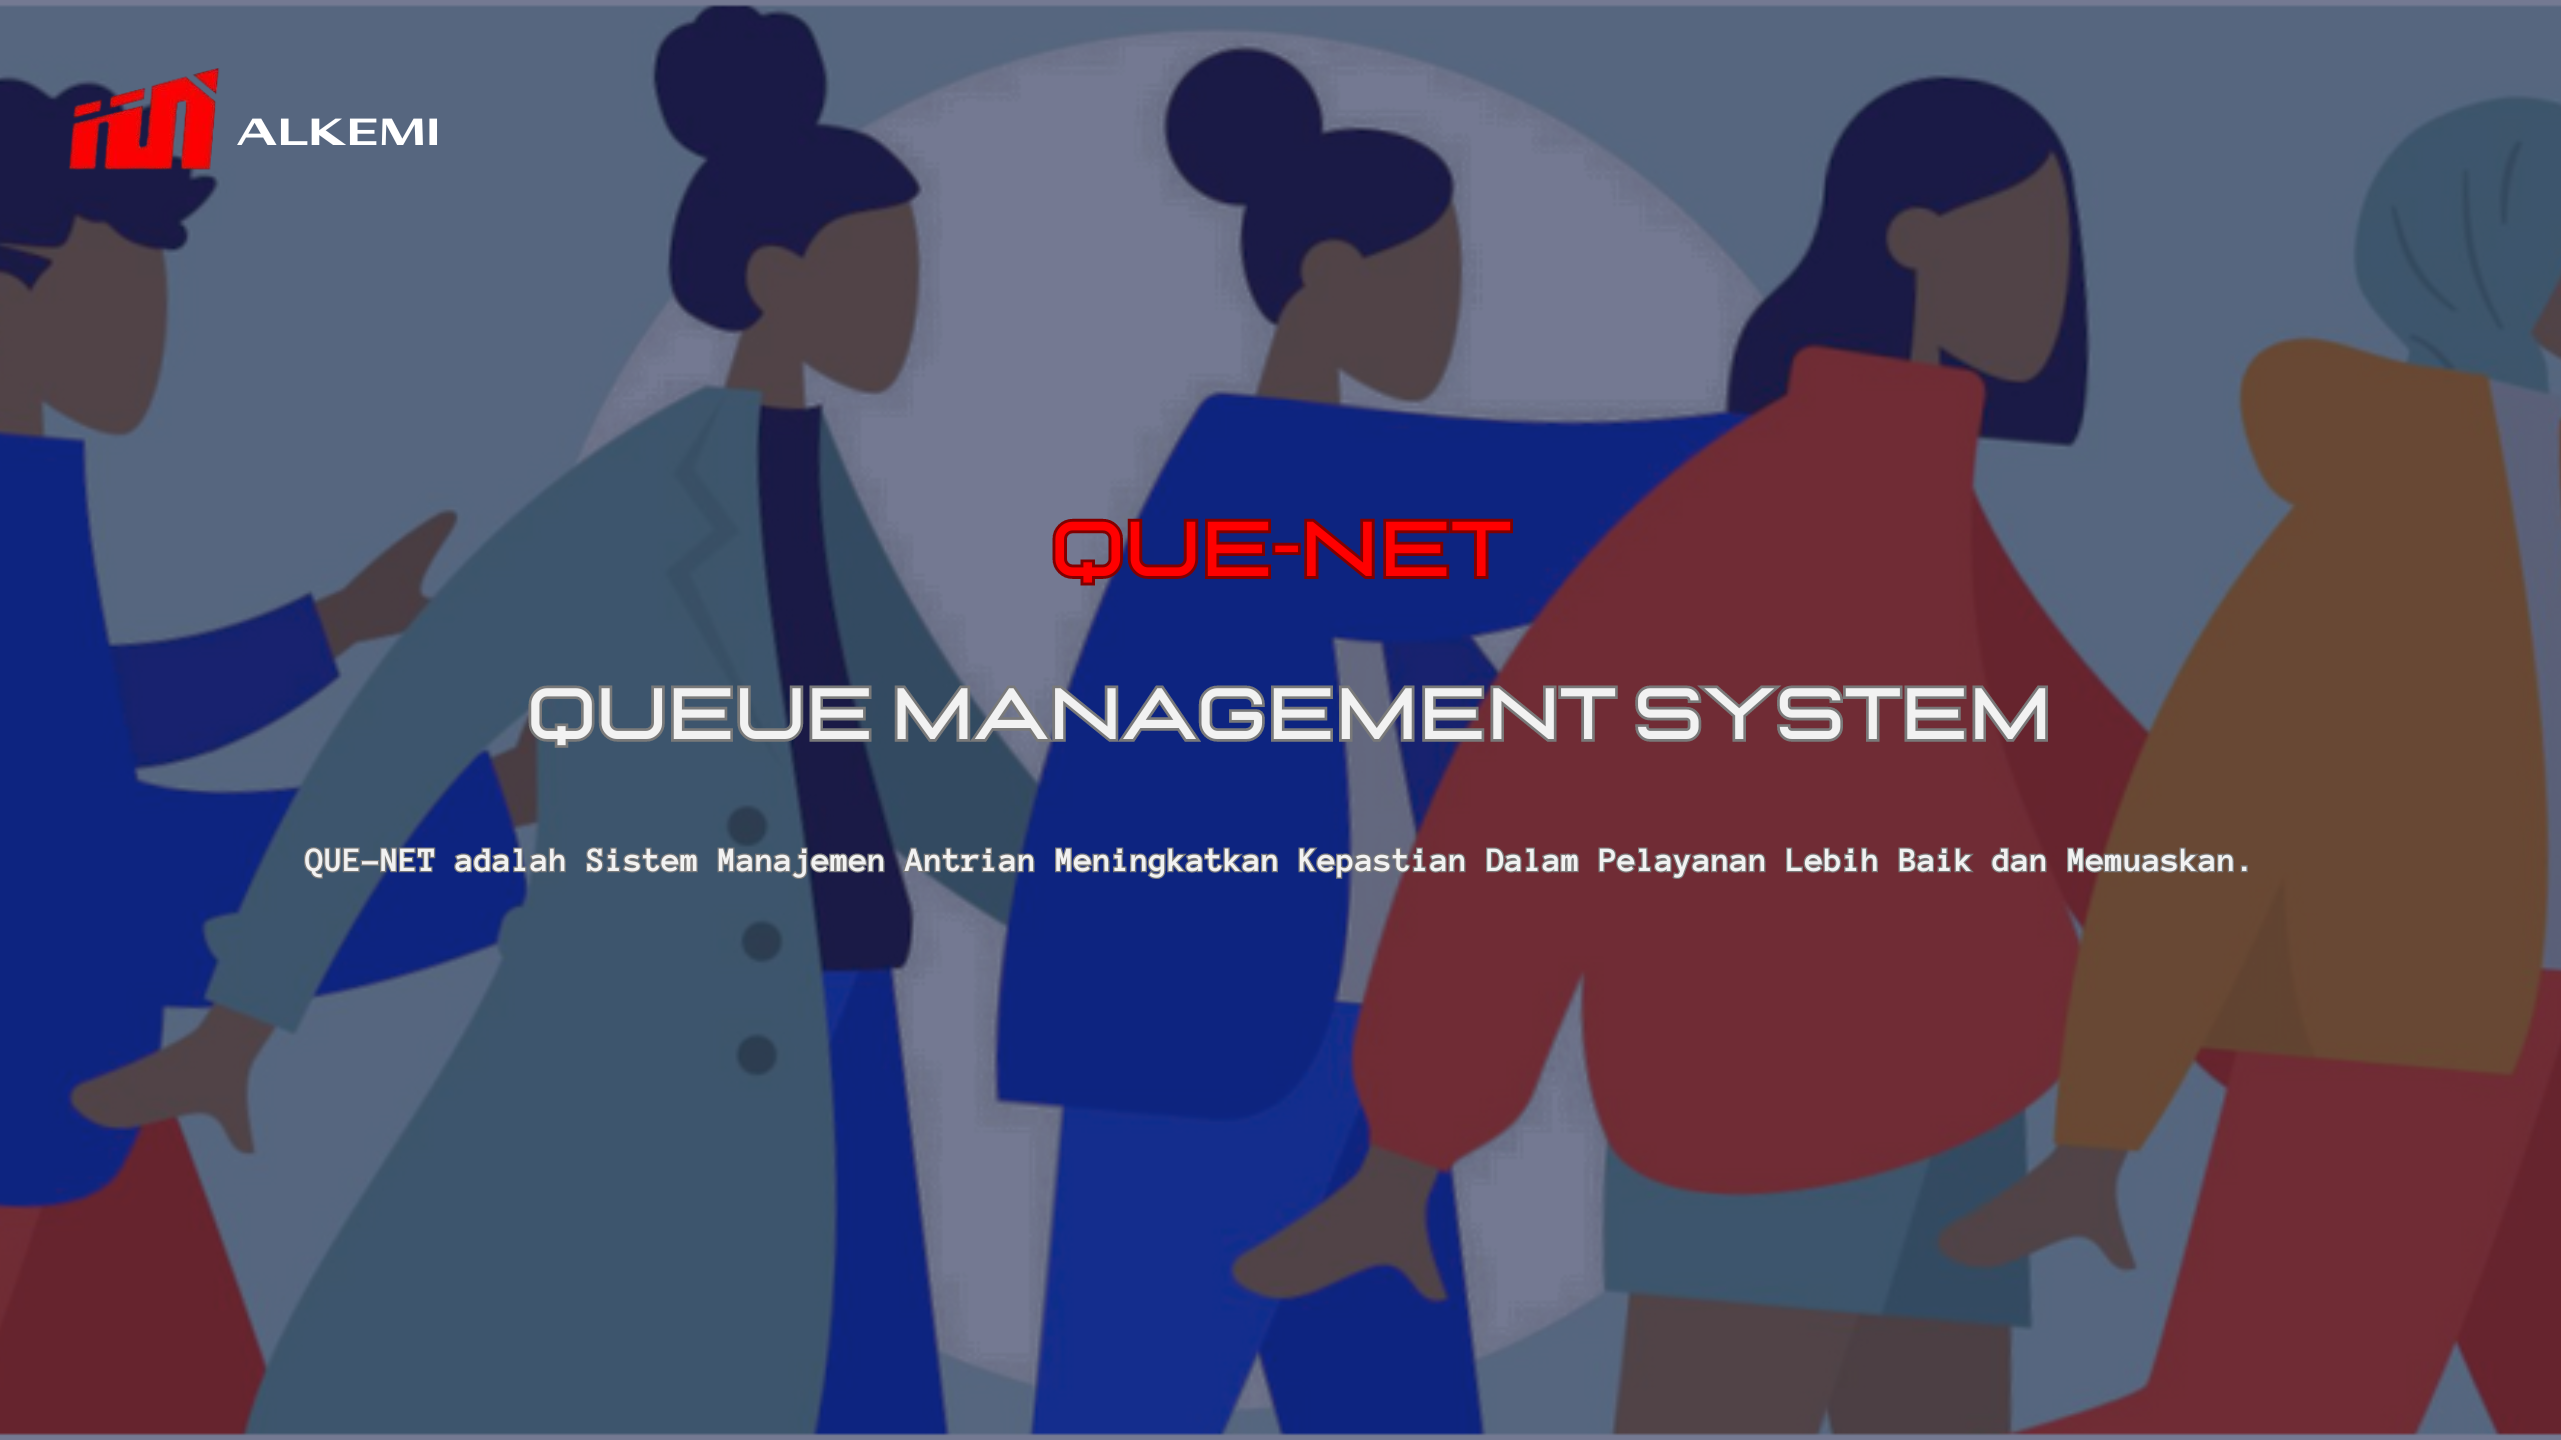 ALKEMI
QUE-NET
QUEUE MANAGEMENT SYSTEM
QUE-NET adalah Sistem Manajemen Antrian Meningkatkan Kepastian Dalam Pelayanan Lebih Baik dan Memuaskan.